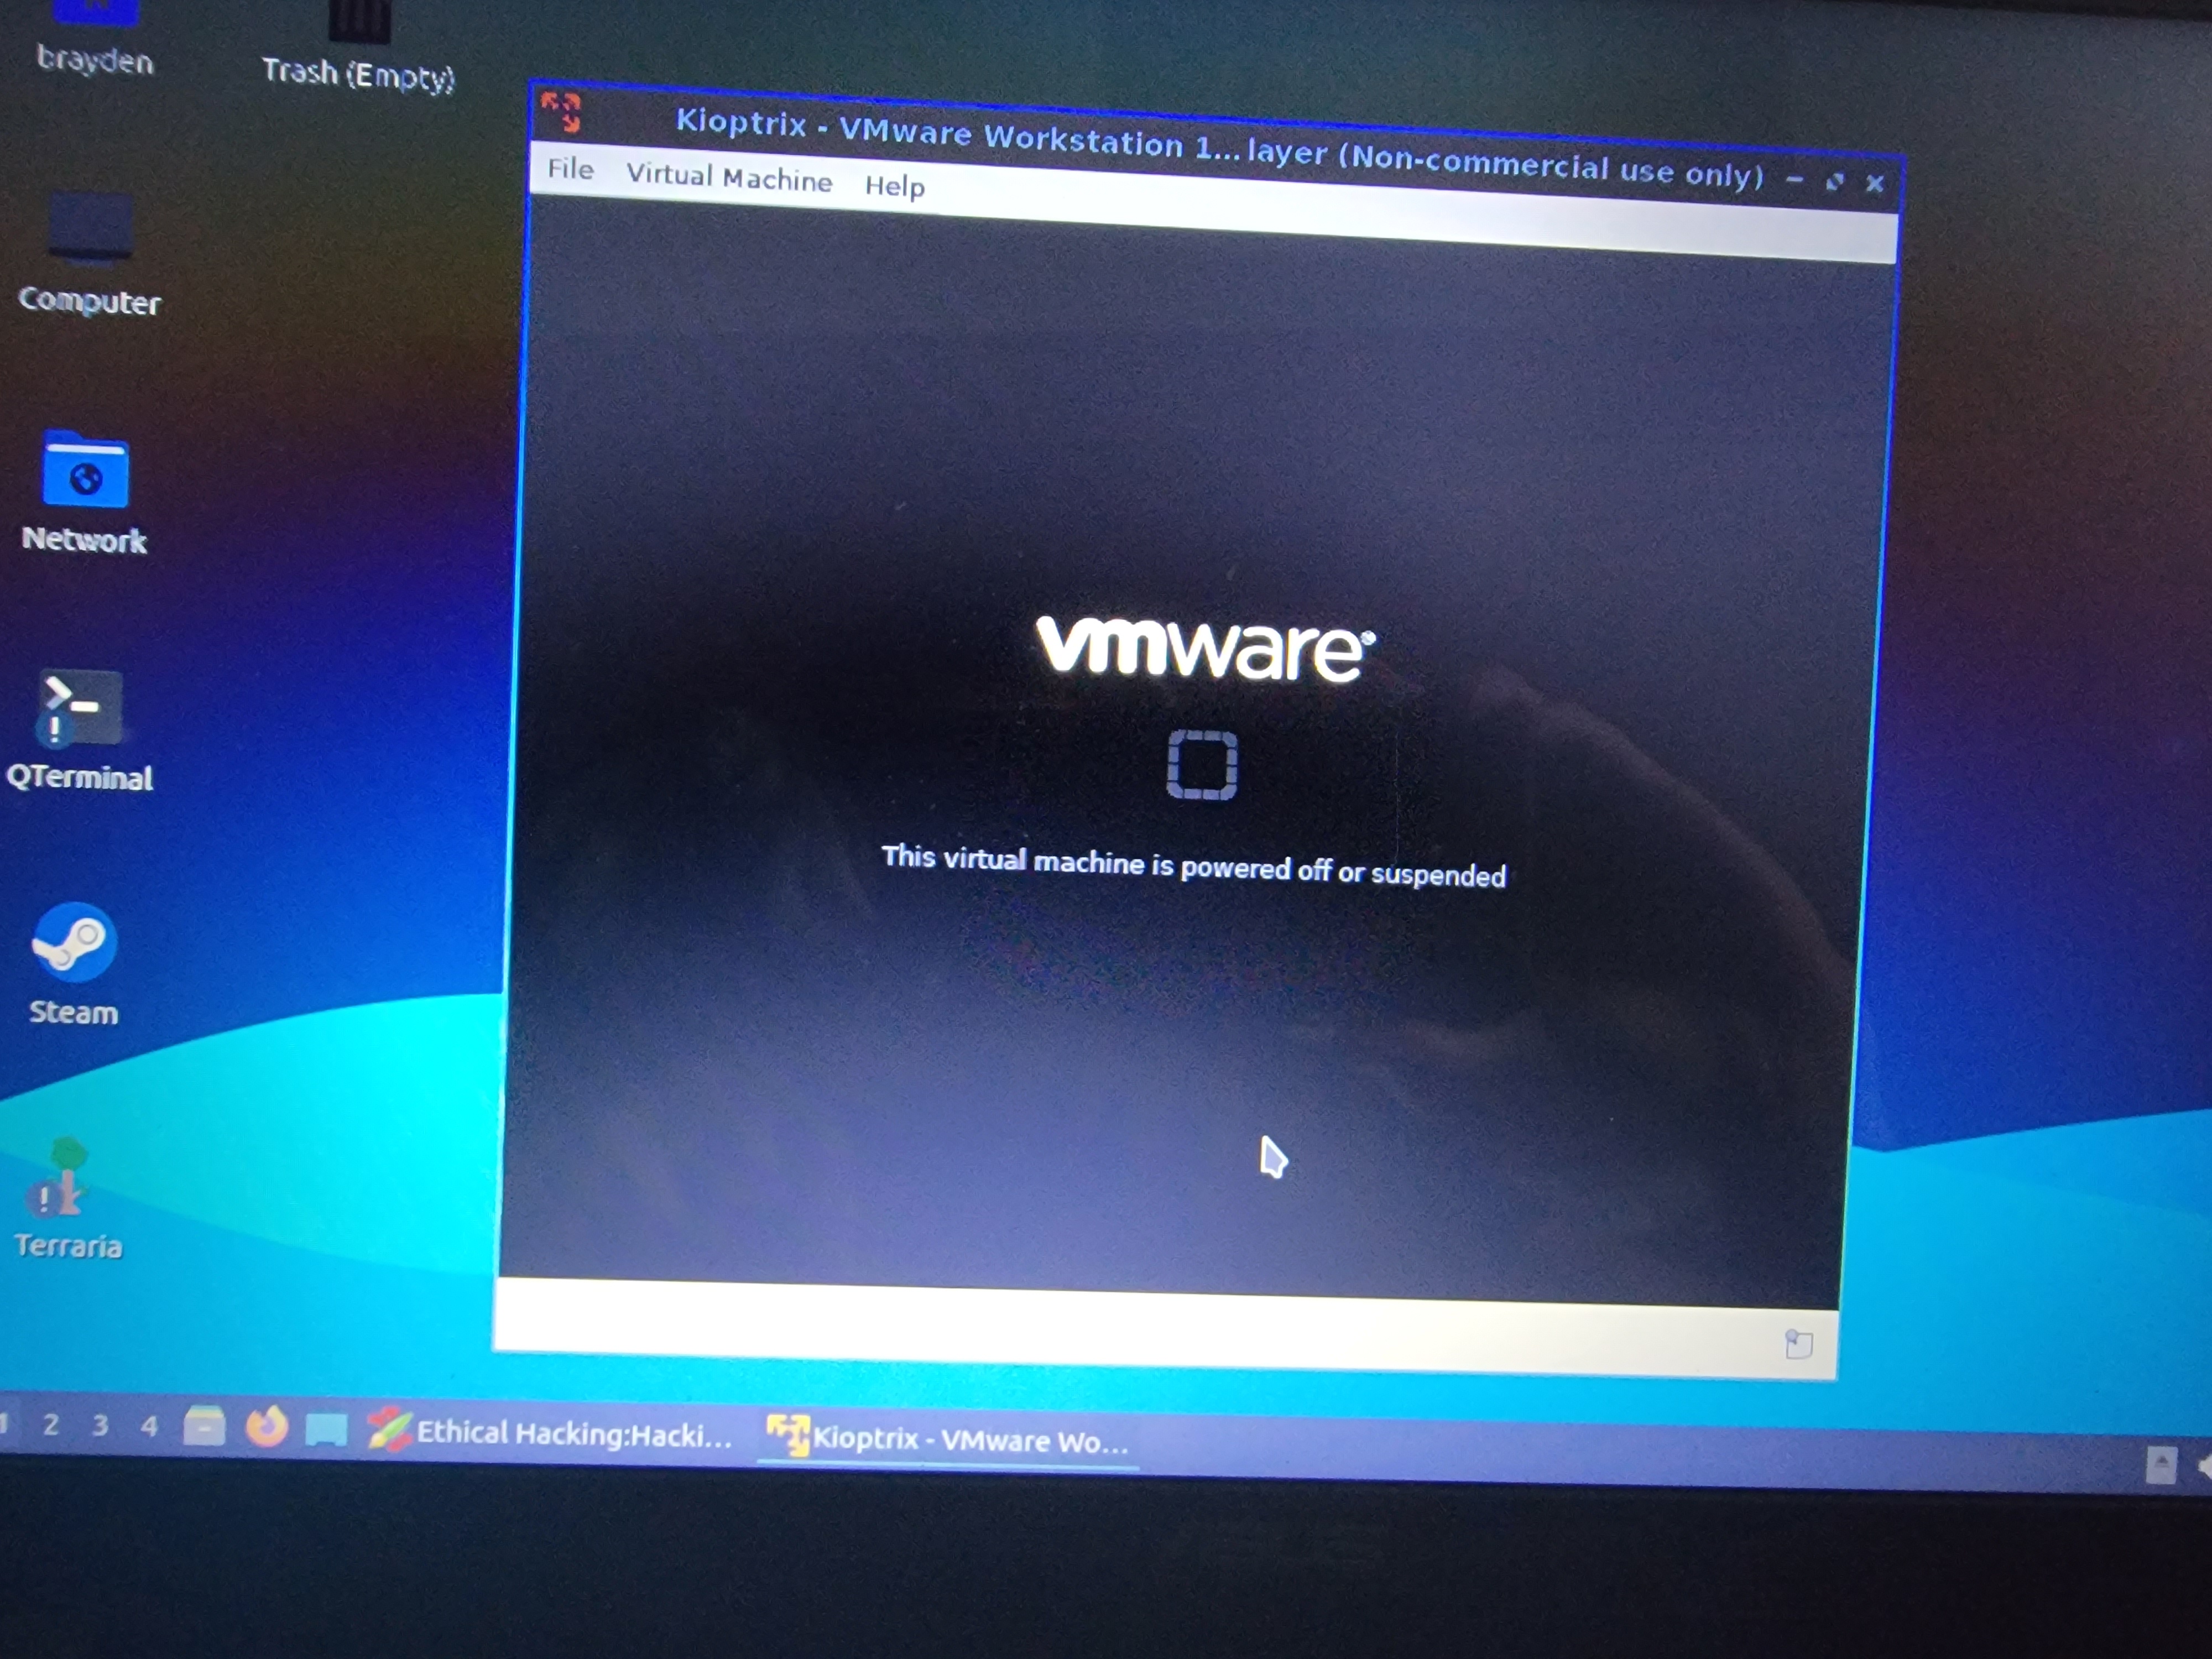 brayden
Trash (Empty)
Kioptrix - VMware Workstation 1... layer (Non-commercial use only)
File Virtual Machine Help
Computer
Network
vmware®
QTerminal
This virtual machine is powered off or suspended
Steam
Terraria
1 2 3 4 Ethical Hacking:Hacki... Kioptrix - VMware Wo...